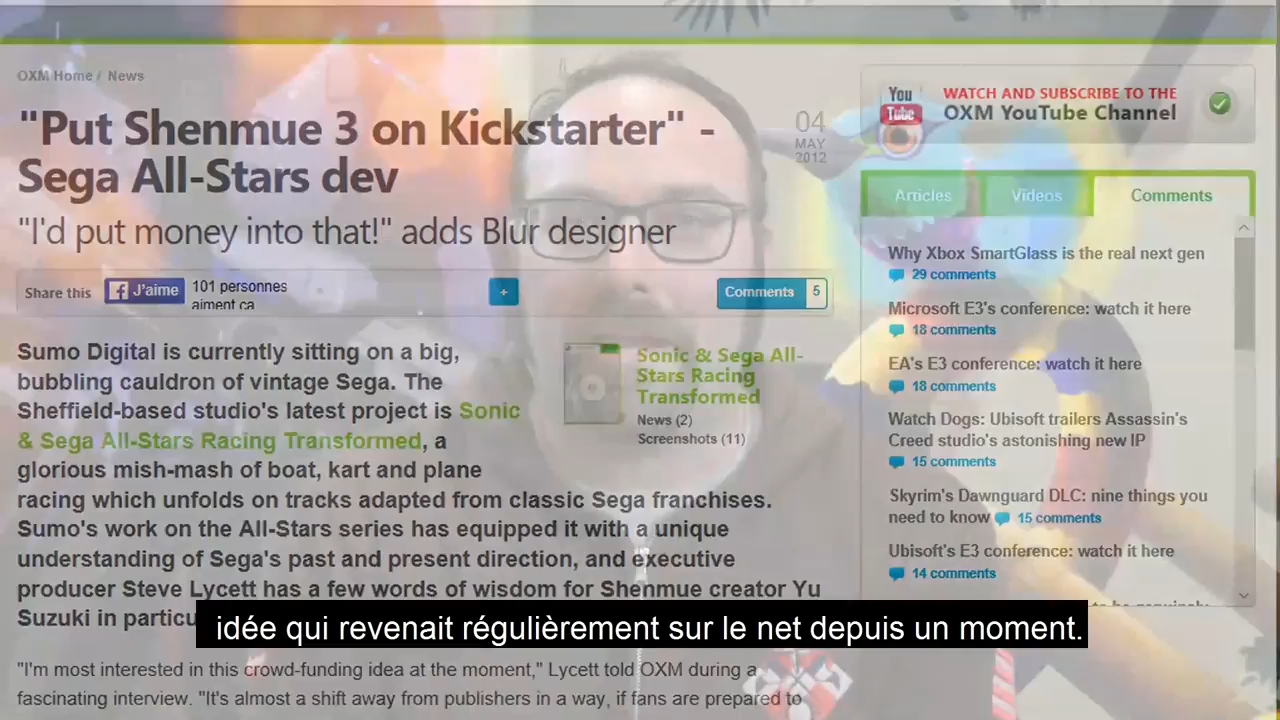 OXM Home / News
"Put Shenmue 3 on Kickstarter" -
Sega All-Stars dev
04
MAY
2012
"I'd put money into that!" adds Blur designer
Share this
J'aime
101 personnes
aiment ça
+
Comments 5
Sumo Digital is currently sitting on a big,
bubbling cauldron of vintage Sega. The
Sheffield-based studio's latest project is Sonic
& Sega All-Stars Racing Transformed, a
glorious mish-mash of boat, kart and plane
racing which unfolds on tracks adapted from classic Sega franchises.
Sumo's work on the All-Stars series has equipped it with a unique
understanding of Sega's past and present direction, and executive
producer Steve Lycett has a few words of wisdom for Shenmue creator Yu
Suzuki in
Sonic & Sega All-
Stars Racing
Transformed
News (2)
Screenshots (11)
"I'm most interested in this crowd-funding idea at the moment," Lycett told OXM during a
fascinating interview. "It's almost a shift away from publishers in a way, if fans are prepared to
You
Tube
WATCH AND SUBSCRIBE TO THE
OXM YouTube Channel
Articles
Videos
Comments
Why Xbox SmartGlass is the real next gen
29 comments
Microsoft E3's conference: watch it here
18 comments
EA's E3 conference: watch it here
18 comments
Watch Dogs: Ubisoft trailers Assassin's
Creed studio's astonishing new IP
15 comments
Skyrim's Dawnguard DLC: nine things you
need to know 15 comments
Ubisoft's E3 conference: watch it here
14 comments
idée qui revenait régulièrement sur le net depuis un moment.